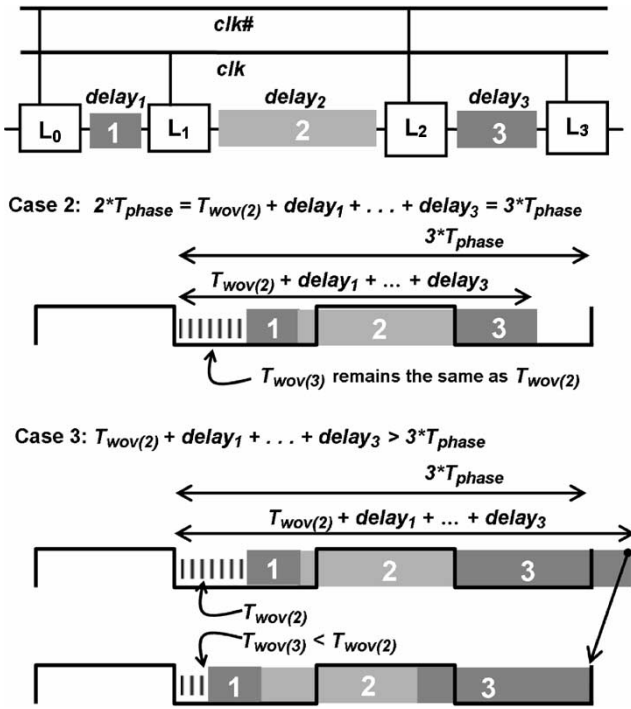 clk#
clk
delay1 delay2 delay3
L0 1 L1 2 L2 3 L3
Case 2: 2*Tphase = Twov(2) + delay1 + . . . + delay3 = 3*Tphase
3*Tphase
Twov(2) + delay1 + ... + delay3
1 2 3
Twov(3) remains the same as Twov(2)
Case 3: Twov(2) + delay1 + . . . + delay3 > 3*Tphase
3*Tphase
Twov(2) + delay1 + ... + delay3
1 2 3
Twov(2)
Twov(3) < Twov(2)
1 2 3